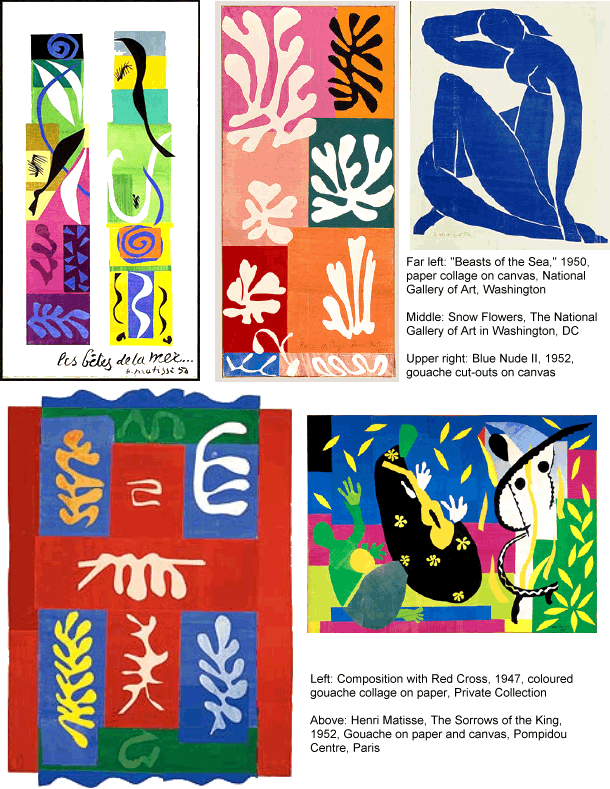 les bêtes de la mer...
H. matisse 50
Far left: "Beasts of the Sea," 1950,
paper collage on canvas, National
Gallery of Art, Washington
Middle: Snow Flowers, The National
Gallery of Art in Washington, DC
Upper right: Blue Nude II, 1952,
gouache cut-outs on canvas
Left: Composition with Red Cross, 1947, coloured
gouache collage on paper, Private Collection
Above: Henri Matisse, The Sorrows of the King,
1952, Gouache on paper and canvas, Pompidou
Centre, Paris